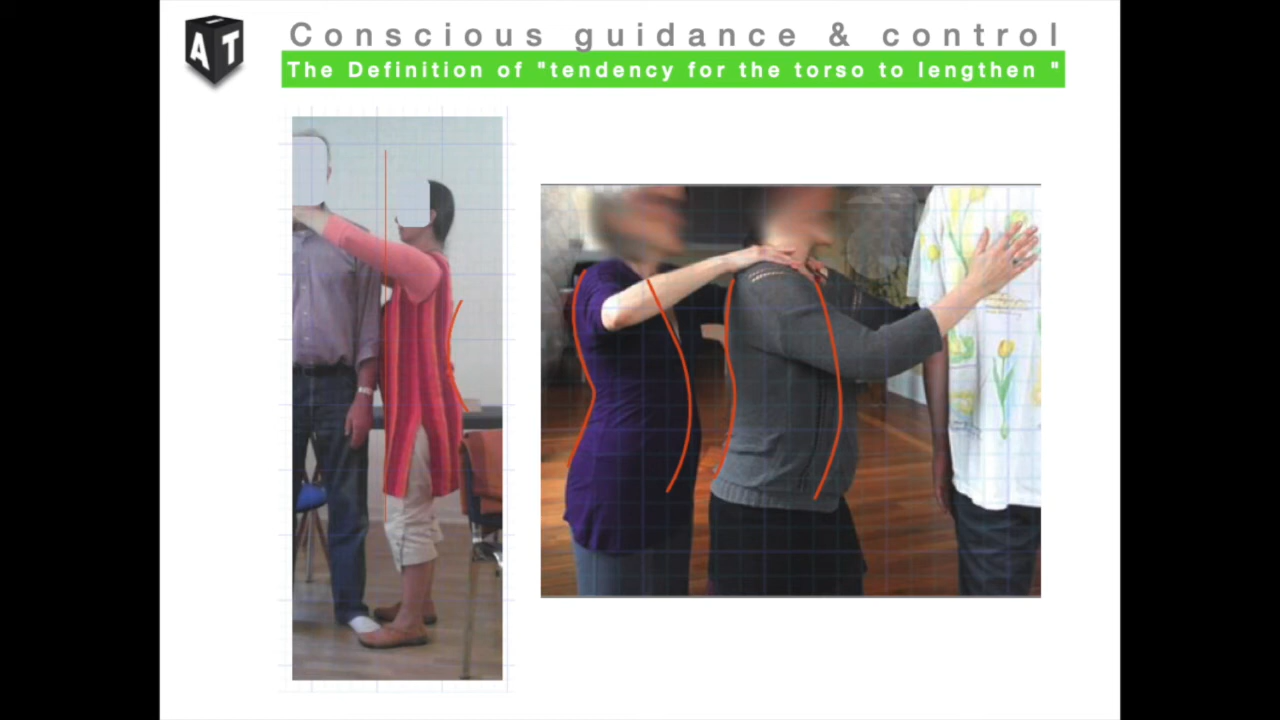 AT
Conscious guidance & control
The Definition of "tendency for the torso to lengthen "